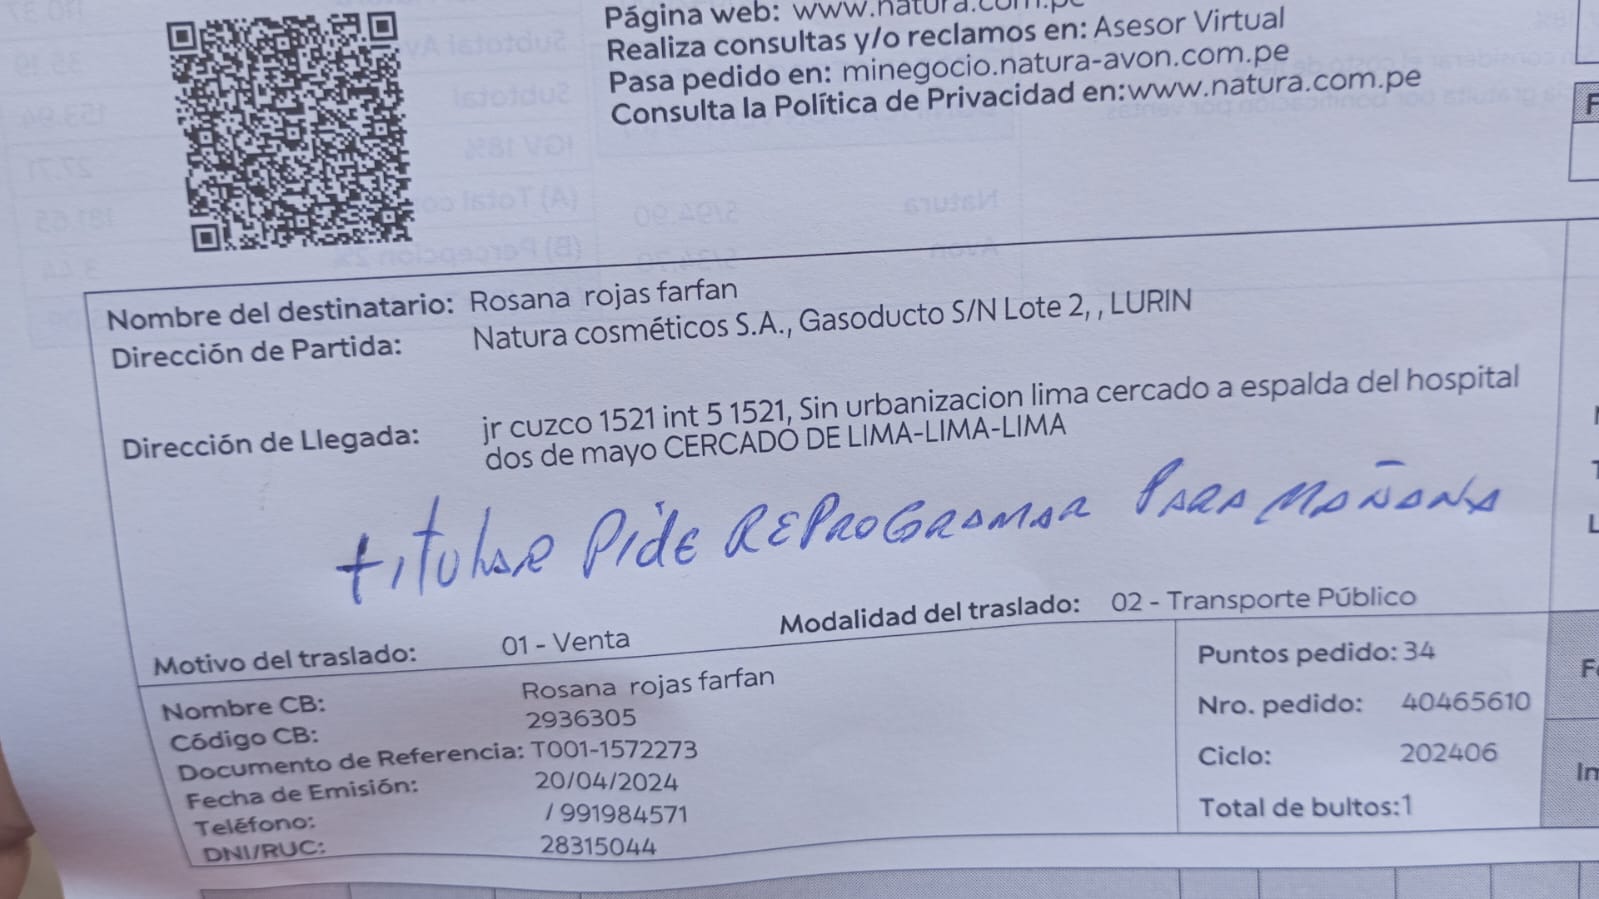 Página web: www.natura.com.pe
Realiza consultas y/o reclamos en: Asesor Virtual
Pasa pedido en: minegocio.natura-avon.com.pe
Consulta la Política de Privacidad en:www.natura.com.pe
Nombre del destinatario: Rosana rojas farfan
Dirección de Partida: Natura cosméticos S.A., Gasoducto S/N Lote 2, , LURIN
Dirección de Llegada: jr cuzco 1521 int 5 1521, Sin urbanizacion lima cercado a espalda del hospital
dos de mayo CERCADO DE LIMA-LIMA-LIMA
titular Pide REPROGRAMAR PARA MAÑANA
Motivo del traslado: 01 - Venta Modalidad del traslado: 02 - Transporte Público
Nombre CB: Rosana rojas farfan
Código CB: 2936305
Documento de Referencia: T001-1572273
Fecha de Emisión: 20/04/2024
Teléfono: / 991984571
DNI/RUC: 28315044
Puntos pedido: 34
Nro. pedido: 40465610
Ciclo: 202406
Total de bultos:1